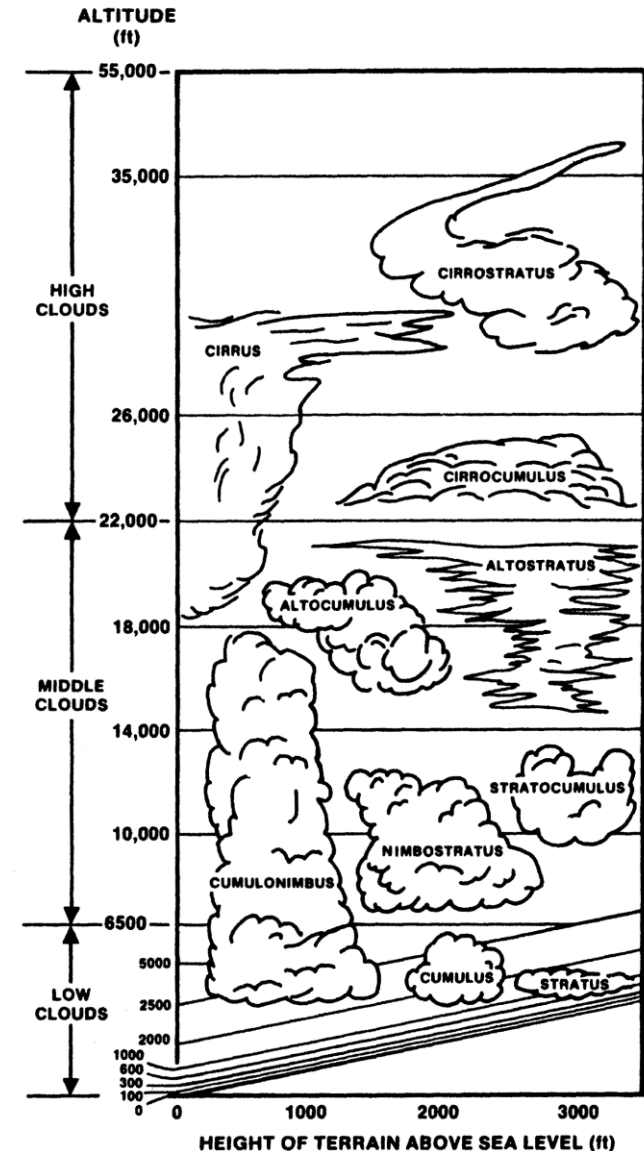 ALTITUDE
(ft)
55,000
35,000
CIRROSTRATUS
HIGH
CLOUDS
CIRRUS
26,000
CIRROCUMULUS
22,000
ALTOSTRATUS
ALTOCUMULUS
18,000
MIDDLE
CLOUDS
14,000
STRATOCUMULUS
10,000
NIMBOSTRATUS
CUMULONIMBUS
6500
5000
CUMULUS
STRATUS
LOW
CLOUDS
2500
2000
1000
600
300
100
0
0 1000 2000 3000
HEIGHT OF TERRAIN ABOVE SEA LEVEL (ft)